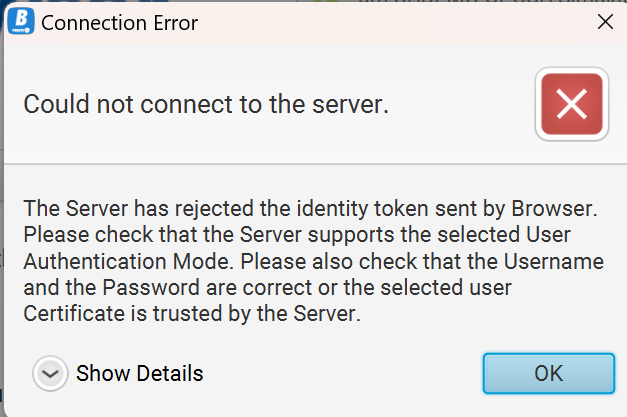 B Connection Error
Could not connect to the server.
The Server has rejected the identity token sent by Browser.
Please check that the Server supports the selected User
Authentication Mode. Please also check that the Username
and the Password are correct or the selected user
Certificate is trusted by the Server.
Show Details
OK